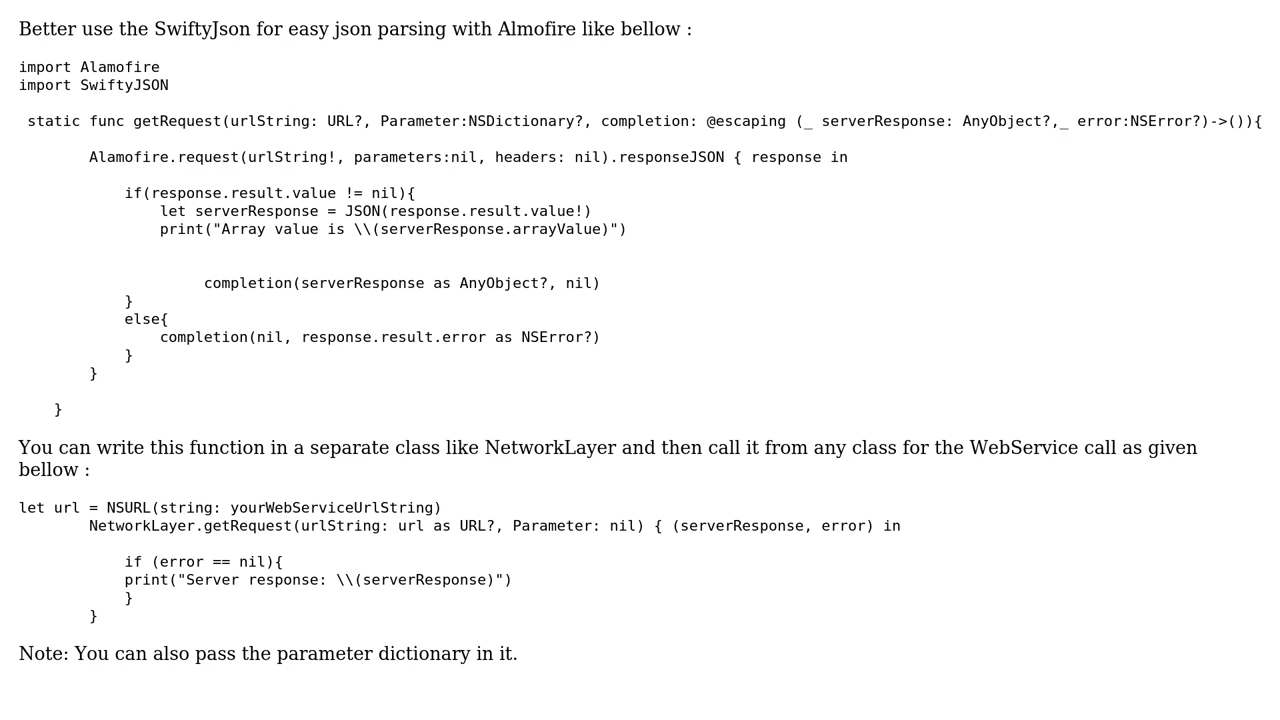 Better use the SwiftyJson for easy json parsing with Almofire like bellow :
import Alamofire
import SwiftyJSON
static func getRequest(urlString: URL?, Parameter:NSDictionary?, completion: @escaping (_ serverResponse: AnyObject?,_ error:NSError?)->()){
Alamofire.request(urlString!, parameters:nil, headers: nil).responseJSON { response in
if(response.result.value != nil){
let serverResponse = JSON(response.result.value!)
print("Array value is \\(serverResponse.arrayValue)")
completion(serverResponse as AnyObject?, nil)
}
else{
completion(nil, response.result.error as NSError?)
}
}
}
You can write this function in a separate class like NetworkLayer and then call it from any class for the WebService call as given
bellow :
let url = NSURL(string: yourWebServiceUrlString)
NetworkLayer.getRequest(urlString: url as URL?, Parameter: nil) { (serverResponse, error) in
if (error == nil){
print("Server response: \\(serverResponse)")
}
}
Note: You can also pass the parameter dictionary in it.